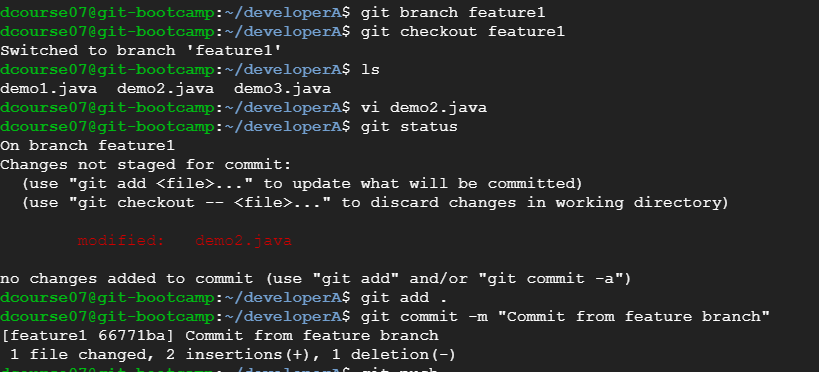 dcourse07@git-bootcamp:~/developerA$ git branch feature1
dcourse07@git-bootcamp:~/developerA$ git checkout feature1
Switched to branch 'feature1'
dcourse07@git-bootcamp:~/developerA$ ls
demo1.java  demo2.java  demo3.java
dcourse07@git-bootcamp:~/developerA$ vi demo2.java
dcourse07@git-bootcamp:~/developerA$ git status
On branch feature1
Changes not staged for commit:
  (use "git add <file>..." to update what will be committed)
  (use "git checkout -- <file>..." to discard changes in working directory)
        modified:   demo2.java
no changes added to commit (use "git add" and/or "git commit -a")
dcourse07@git-bootcamp:~/developerA$ git add .
dcourse07@git-bootcamp:~/developerA$ git commit -m "Commit from feature branch"
[feature1 66771ba] Commit from feature branch
 1 file changed, 2 insertions(+), 1 deletion(-)
dcourse07@git-bootcamp:~/developerA$ git push